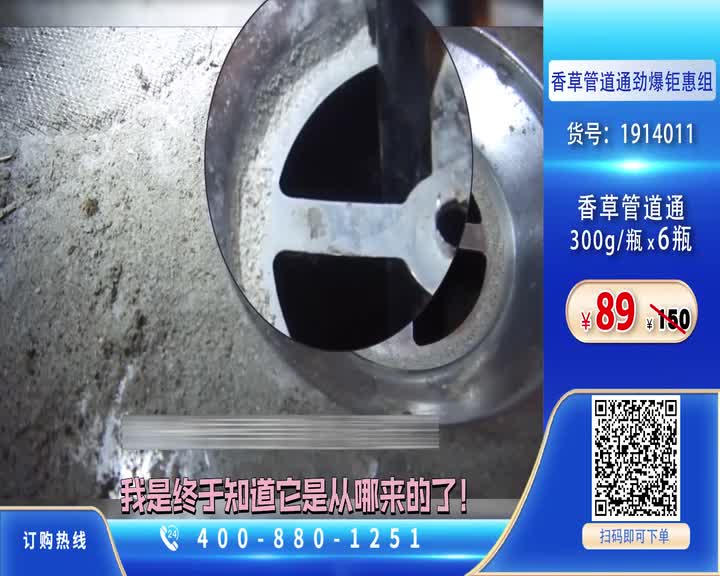 香草管道通劲爆钜惠组
货号：1914011
香草管道通
300g/瓶 x 6瓶
¥89 ¥150
我是终于知道它是从哪来的了！
扫码即可下单
订购热线
24
400-880-1251